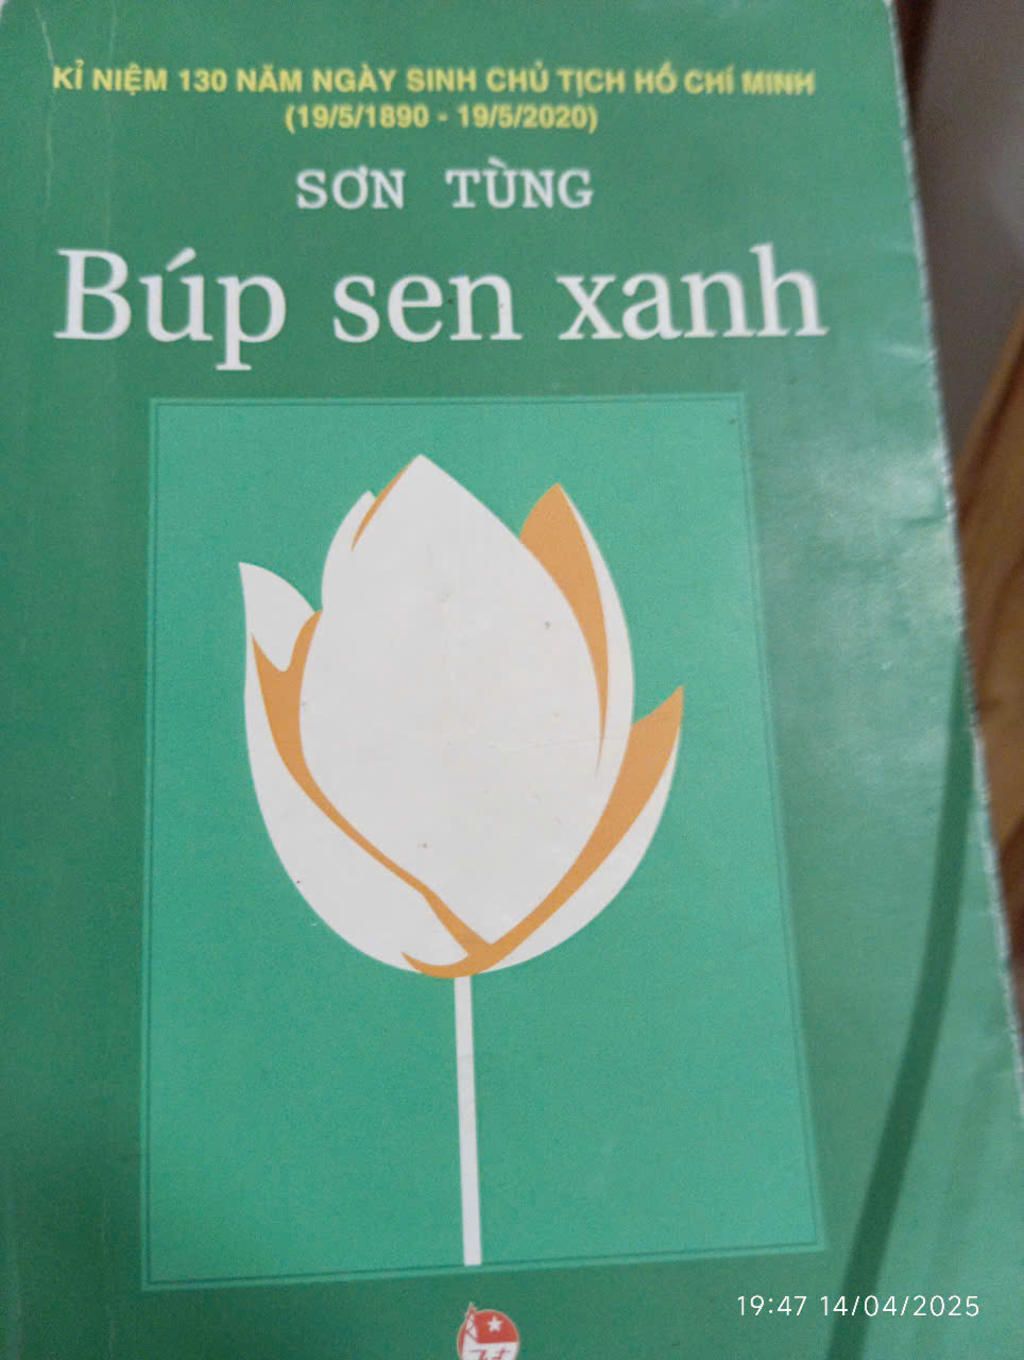 KỈ NIỆM 130 NĂM NGÀY SINH CHỦ TỊCH HỒ CHÍ MINH
(19/5/1890 - 19/5/2020)
SƠN TÙNG
Búp sen xanh
19:47 14/04/2025